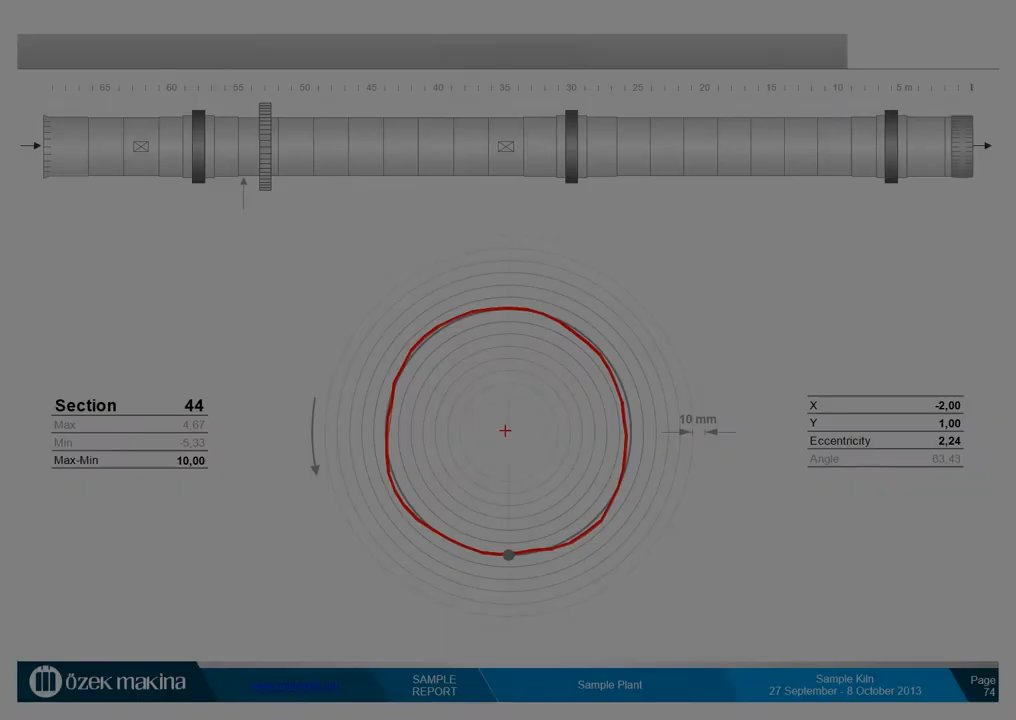 65 60 55 50 45 40 35 30 25 20 15 10 5 m
Section 44
Max 4,67
Min -5,33
Max-Min 10,00
10 mm
X -2,00
Y 1,00
Eccentricity 2,24
Angle 63,43
özek makina
SAMPLE
REPORT
Sample Plant
Sample Kiln
27 September - 8 October 2013
Page
74